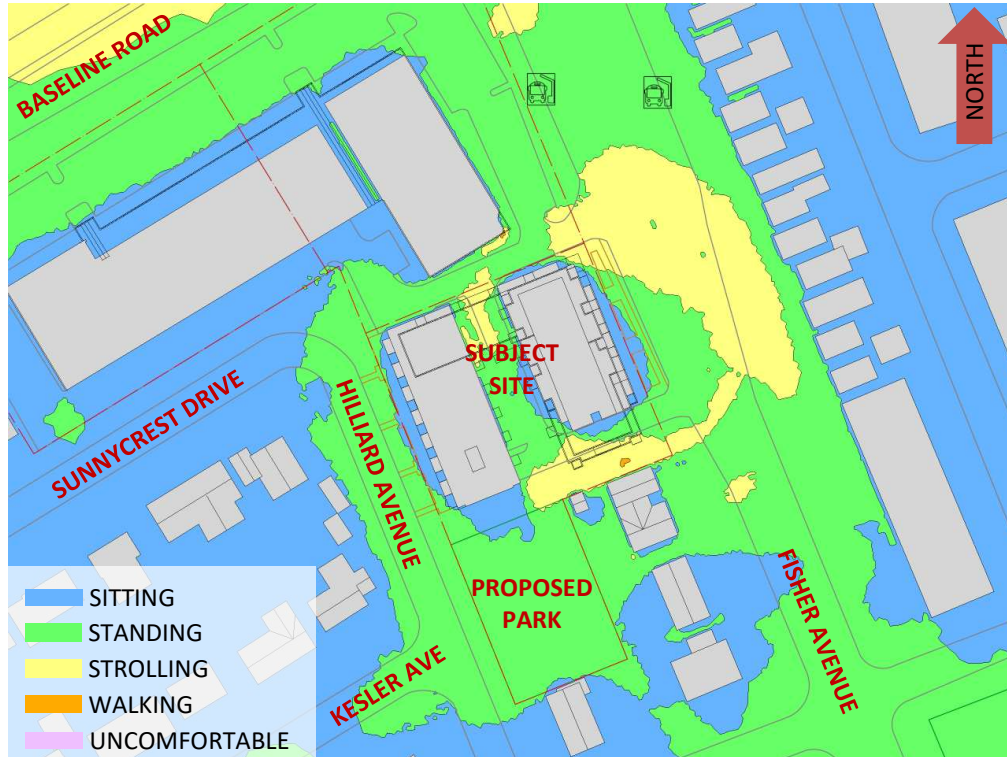 BASELINE ROAD
NORTH
SUBJECT
SITE
SUNNYCREST DRIVE
HILLIARD AVENUE
PROPOSED
PARK
FISHER AVENUE
KESLER AVE
SITTING
STANDING
STROLLING
WALKING
UNCOMFORTABLE